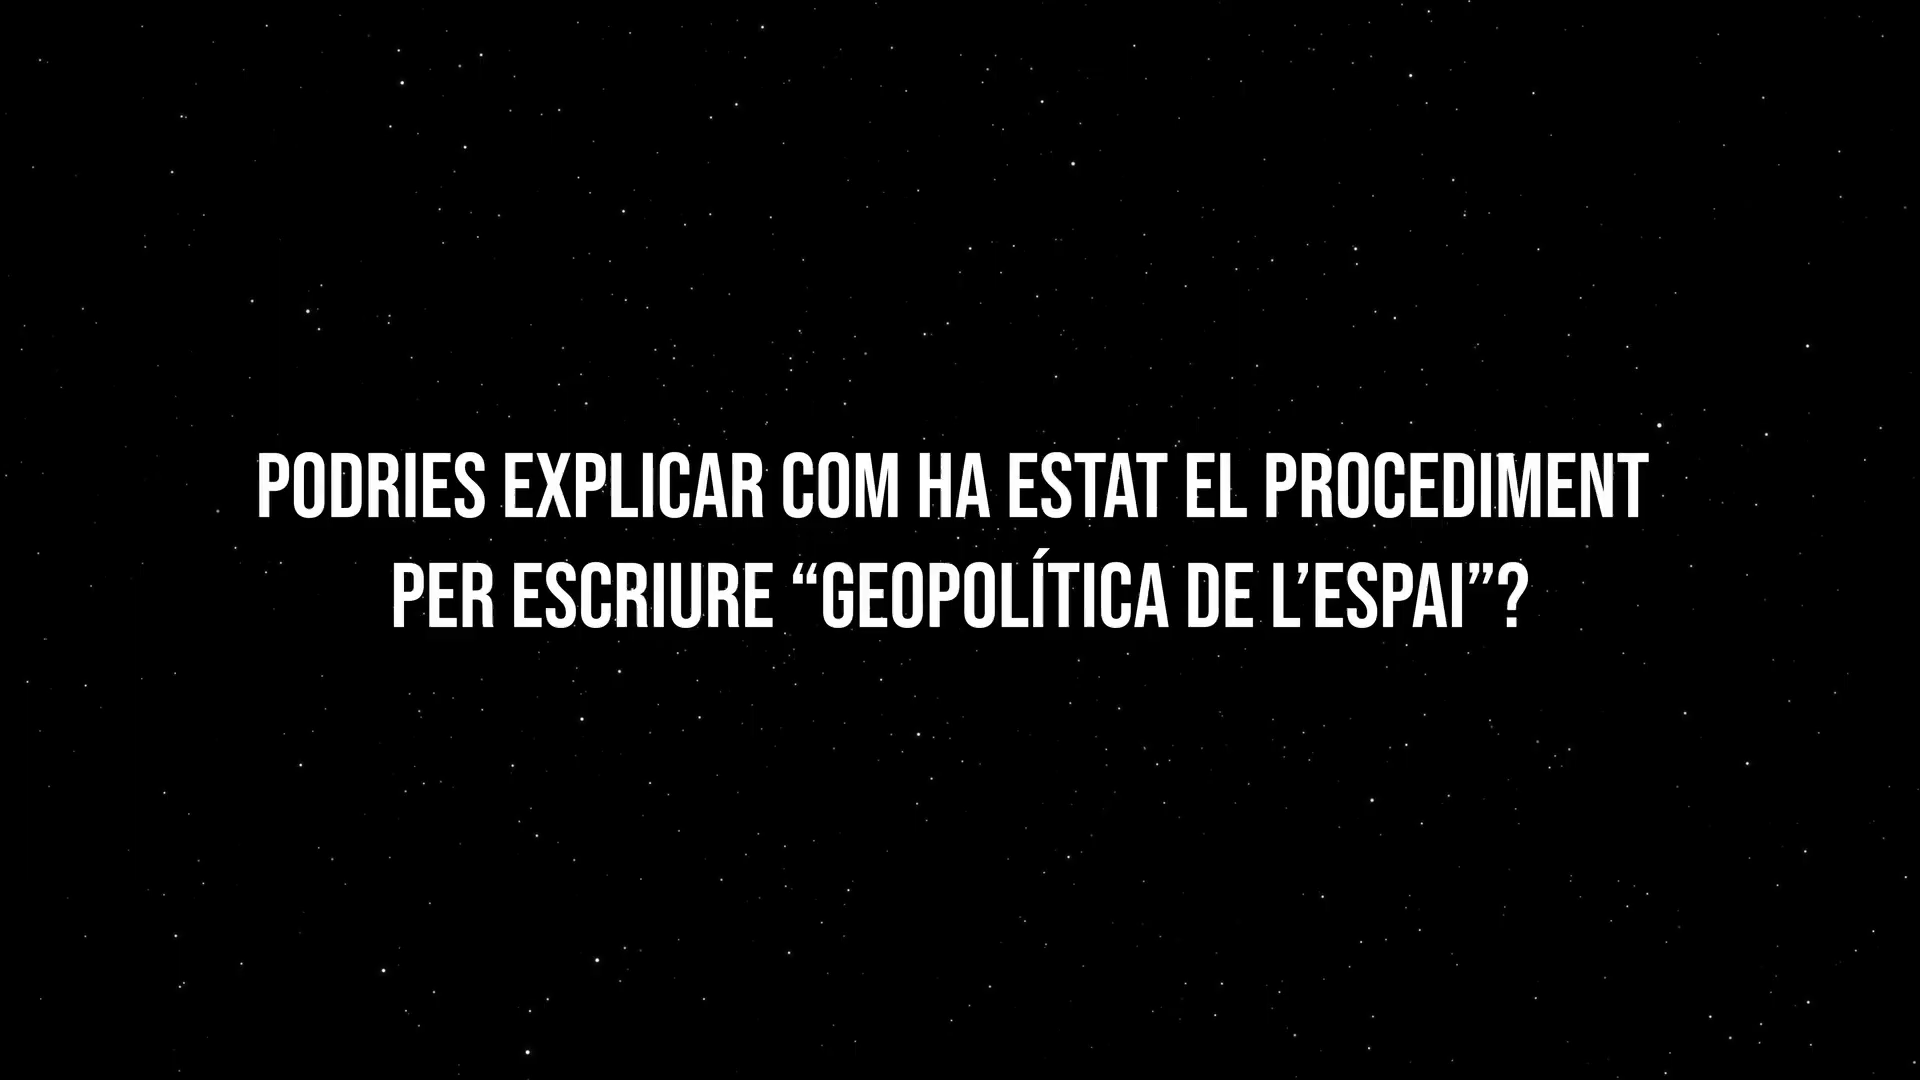 PODRIES EXPLICAR COM HA ESTAT EL PROCEDIMENT
PER ESCRIURE “GEOPOLÍTICA DE L’ESPAI”?